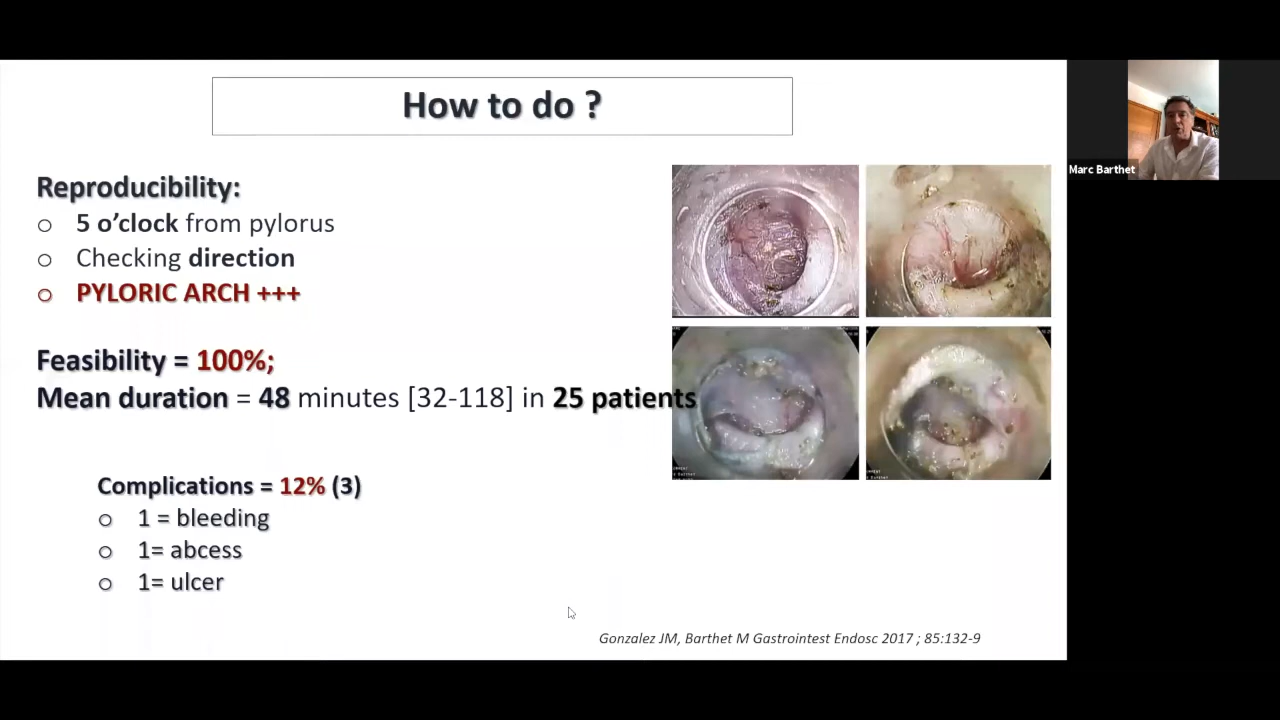 How to do ?
Reproducibility:
o 5 o’clock from pylorus
o Checking direction
o PYLORIC ARCH +++
Feasibility = 100%;
Mean duration = 48 minutes [32-118] in 25 patients
Complications = 12% (3)
o 1 = bleeding
o 1= abcess
o 1= ulcer
Gonzalez JM, Barthet M Gastrointest Endosc 2017 ; 85:132-9
Marc Barthet